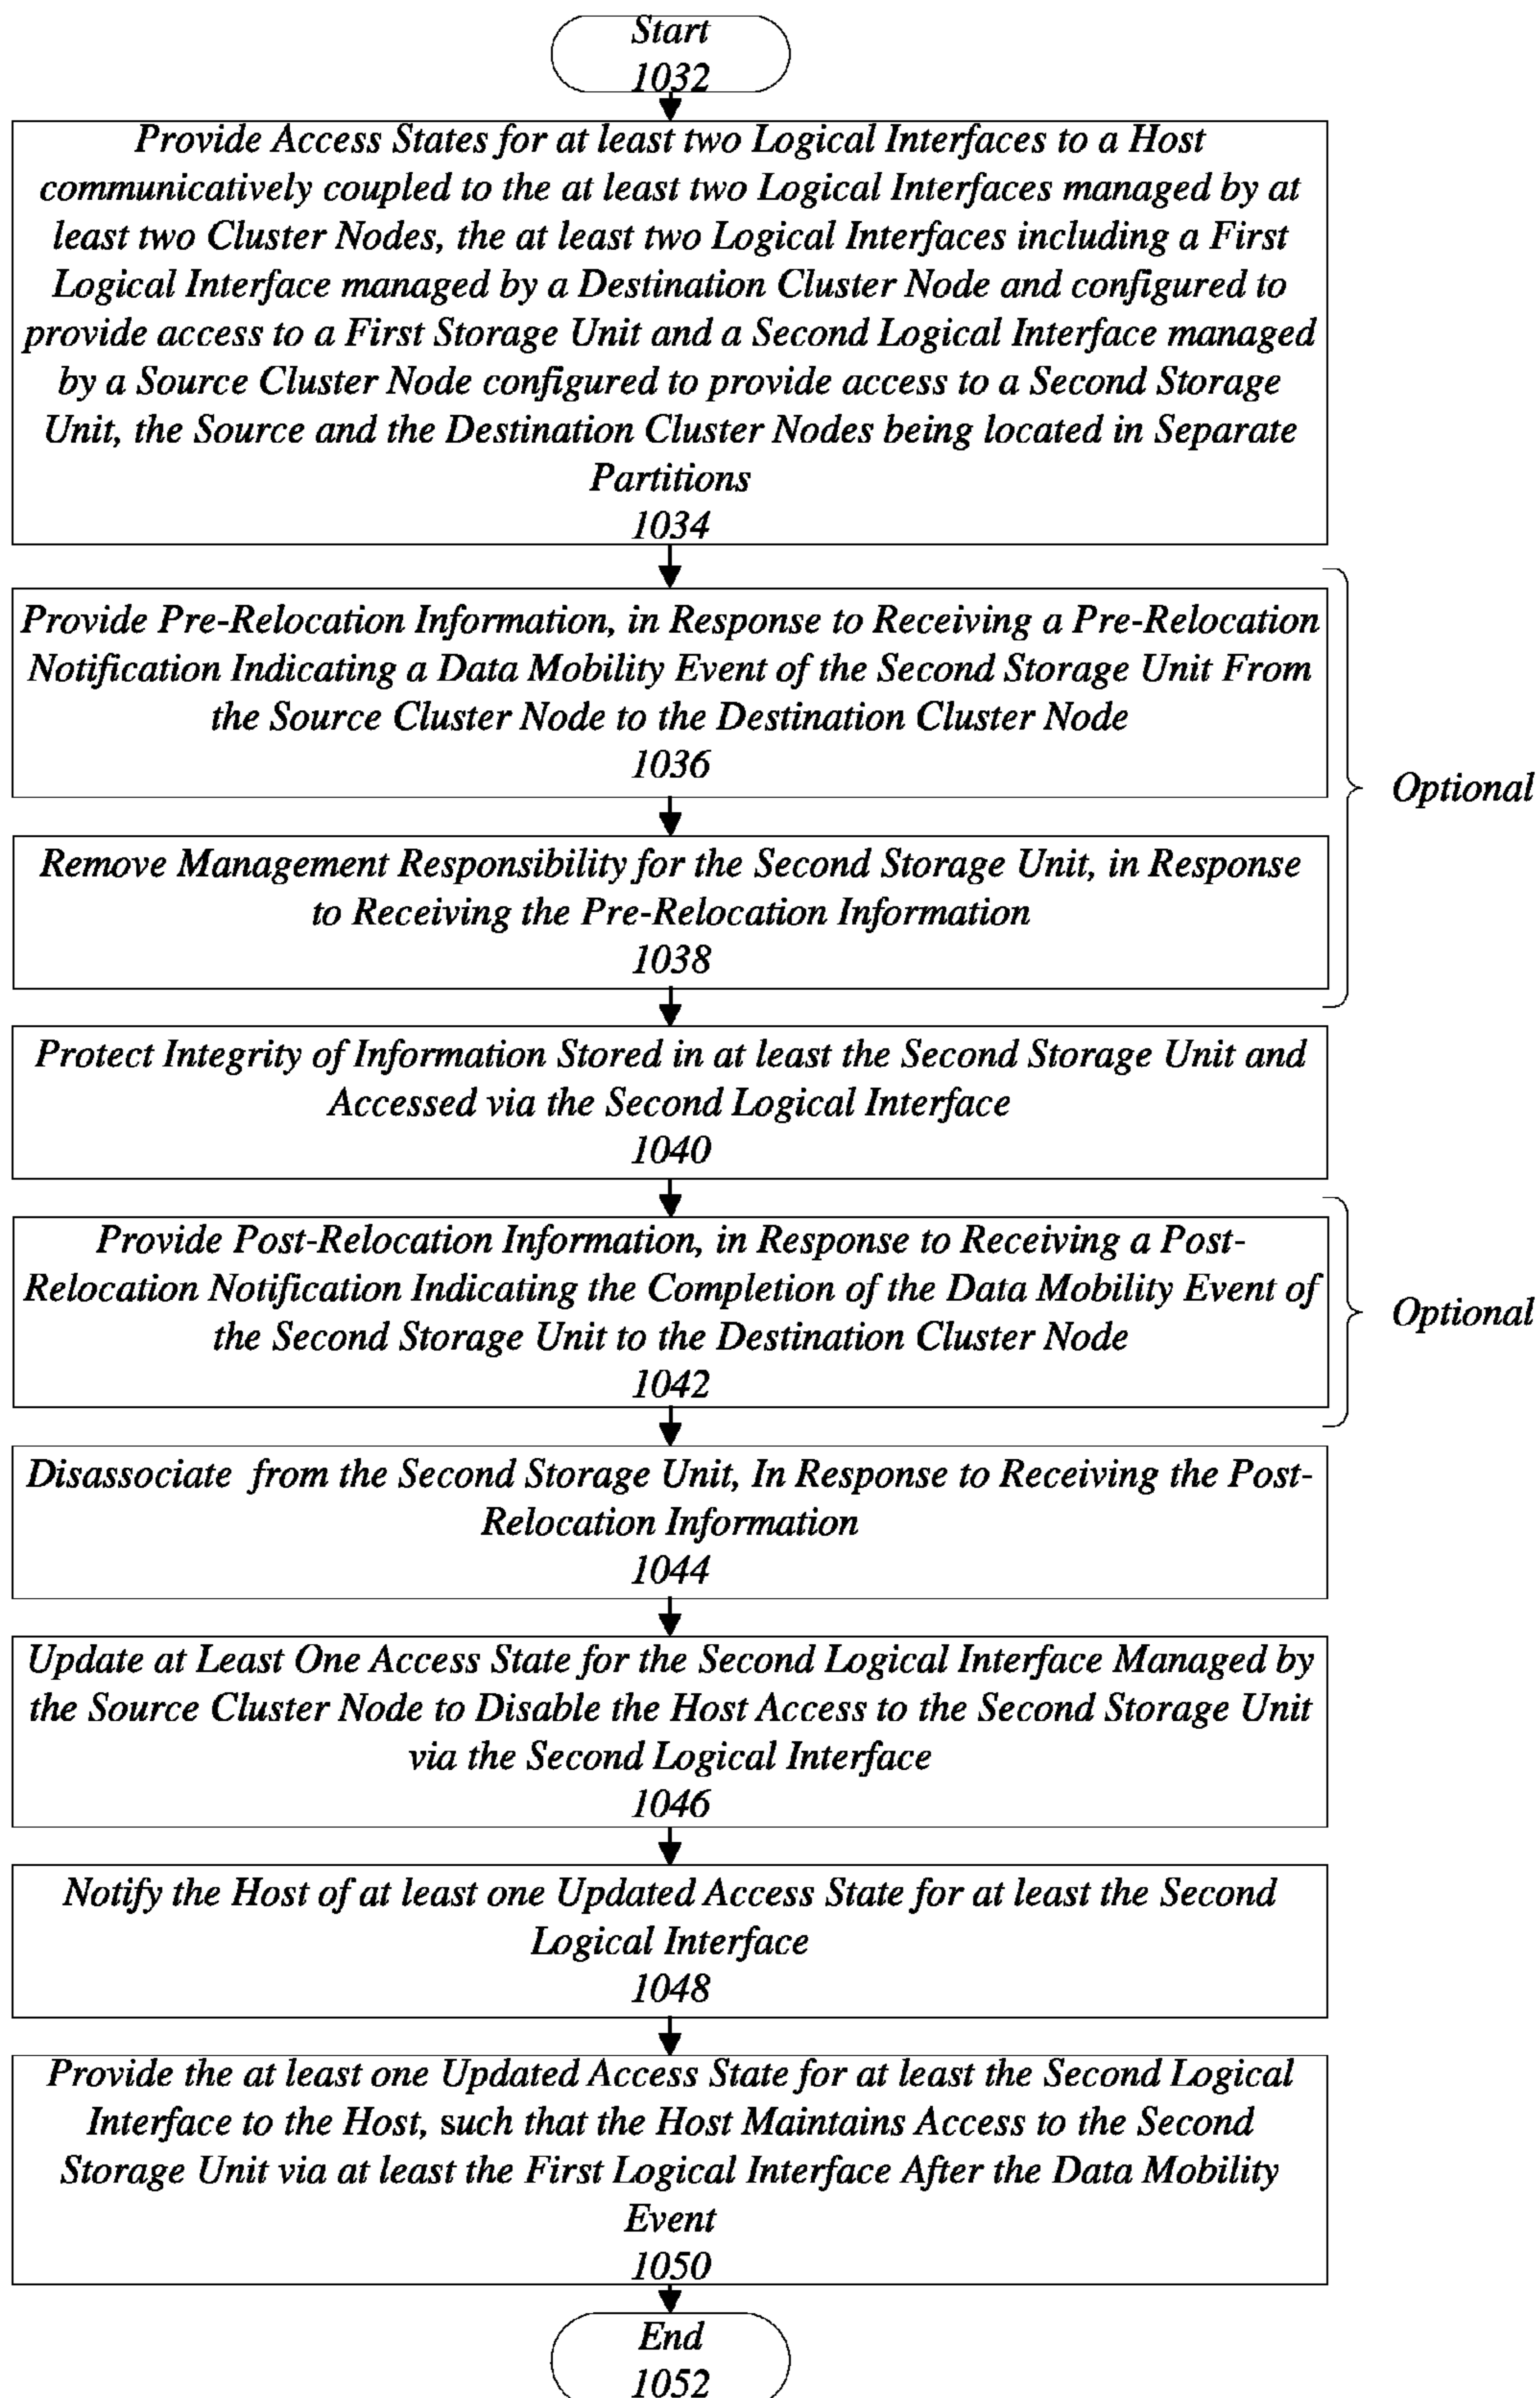 Start
1032
Provide Access States for at least two Logical Interfaces to a Host
communicatively coupled to the at least two Logical Interfaces managed by at
least two Cluster Nodes, the at least two Logical Interfaces including a First
Logical Interface managed by a Destination Cluster Node and configured to
provide access to a First Storage Unit and a Second Logical Interface managed
by a Source Cluster Node configured to provide access to a Second Storage
Unit, the Source and the Destination Cluster Nodes being located in Separate
Partitions
1034
Provide Pre-Relocation Information, in Response to Receiving a Pre-Relocation
Notification Indicating a Data Mobility Event of the Second Storage Unit From
the Source Cluster Node to the Destination Cluster Node
1036
Optional
Remove Management Responsibility for the Second Storage Unit, in Response
to Receiving the Pre-Relocation Information
1038
Protect Integrity of Information Stored in at least the Second Storage Unit and
Accessed via the Second Logical Interface
1040
Provide Post-Relocation Information, in Response to Receiving a Post-
Relocation Notification Indicating the Completion of the Data Mobility Event of
the Second Storage Unit to the Destination Cluster Node
1042
Optional
Disassociate from the Second Storage Unit, In Response to Receiving the Post-
Relocation Information
1044
Update at Least One Access State for the Second Logical Interface Managed by
the Source Cluster Node to Disable the Host Access to the Second Storage Unit
via the Second Logical Interface
1046
Notify the Host of at least one Updated Access State for at least the Second
Logical Interface
1048
Provide the at least one Updated Access State for at least the Second Logical
Interface to the Host, such that the Host Maintains Access to the Second
Storage Unit via at least the First Logical Interface After the Data Mobility
Event
1050
End
1052